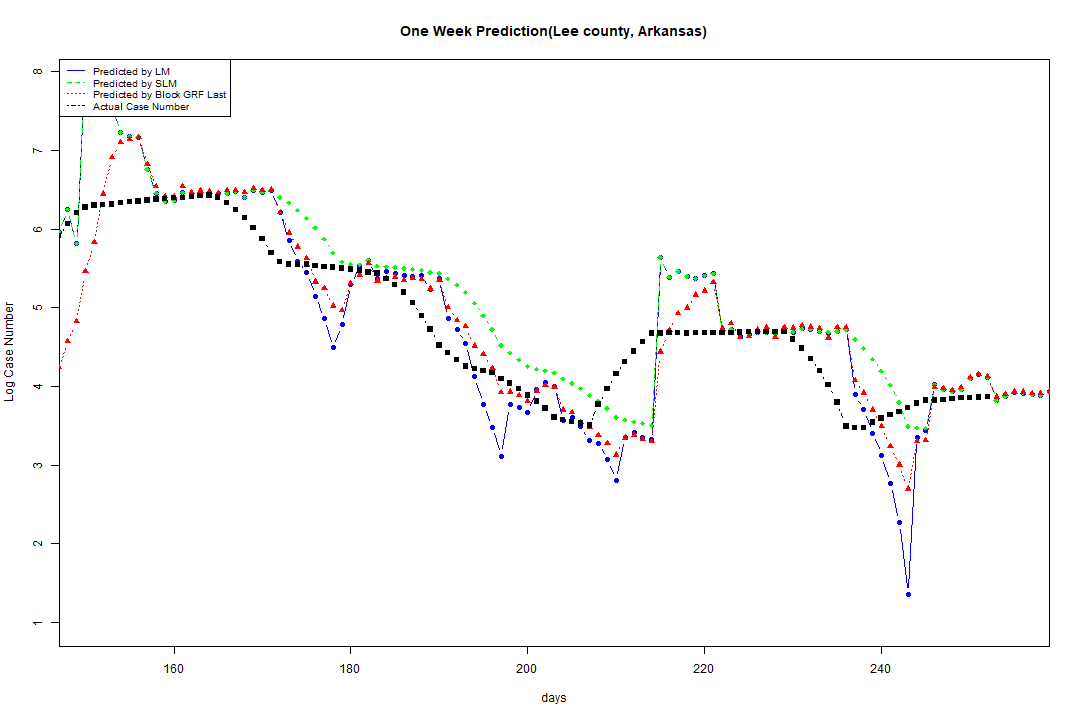 One Week Prediction(Lee county, Arkansas)
Predicted by LM
Predicted by SLM
Predicted by Block GRF Last
Actual Case Number
Log Case Number
8
7
6
5
4
3
2
1
160 180 200 220 240
days